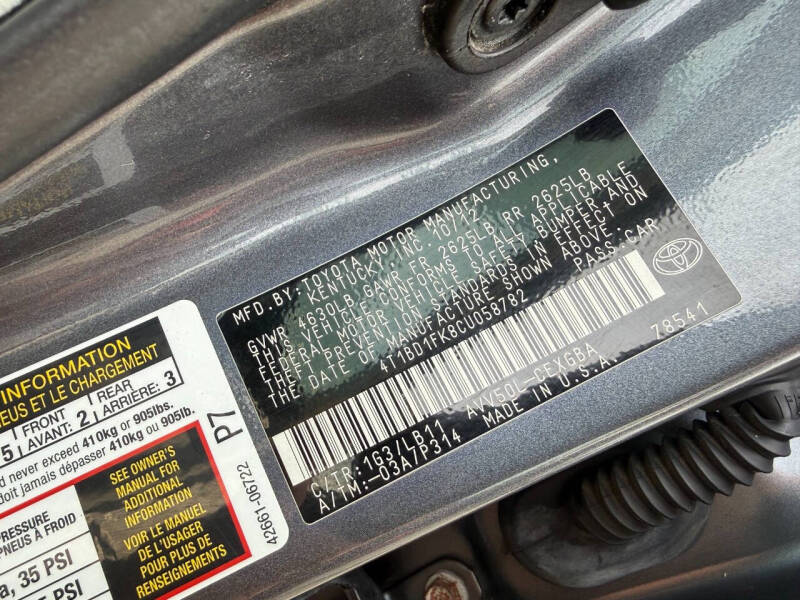 MFD. BY: TOYOTA MOTOR MANUFACTURING,
KENTUCKY, INC. 10/12
GVWR 4630LB GAWR FR 2625LB RR 2625LB
THIS VEHICLE CONFORMS TO ALL APPLICABLE
FEDERAL MOTOR VEHICLE SAFETY, BUMPER, AND
THEFT PREVENTION STANDARDS IN EFFECT ON
THE DATE OF MANUFACTURE SHOWN ABOVE.
4T1BD1FK8CU058782 PASS. CAR
C/TR: 1G3/LB11 AVV50L-CEXGBA 78541
A/TM: -03A7P314 MADE IN U.S.A.
INFORMATION
NEUS ET LE CHARGEMENT
5 FRONT AVANT: 2 REAR ARRIÈRE: 3
d never exceed 410kg or 905lbs.
doit jamais dépasser 410kg ou 905lb.
P7
SEE OWNER'S
MANUAL FOR
ADDITIONAL
INFORMATION
VOIR LE MANUEL
DE L'USAGER
POUR PLUS DE
RENSEIGNEMENTS
42661-06722
PRESSURE
PNEUS À FROID
a, 35 PSI
5 PSI